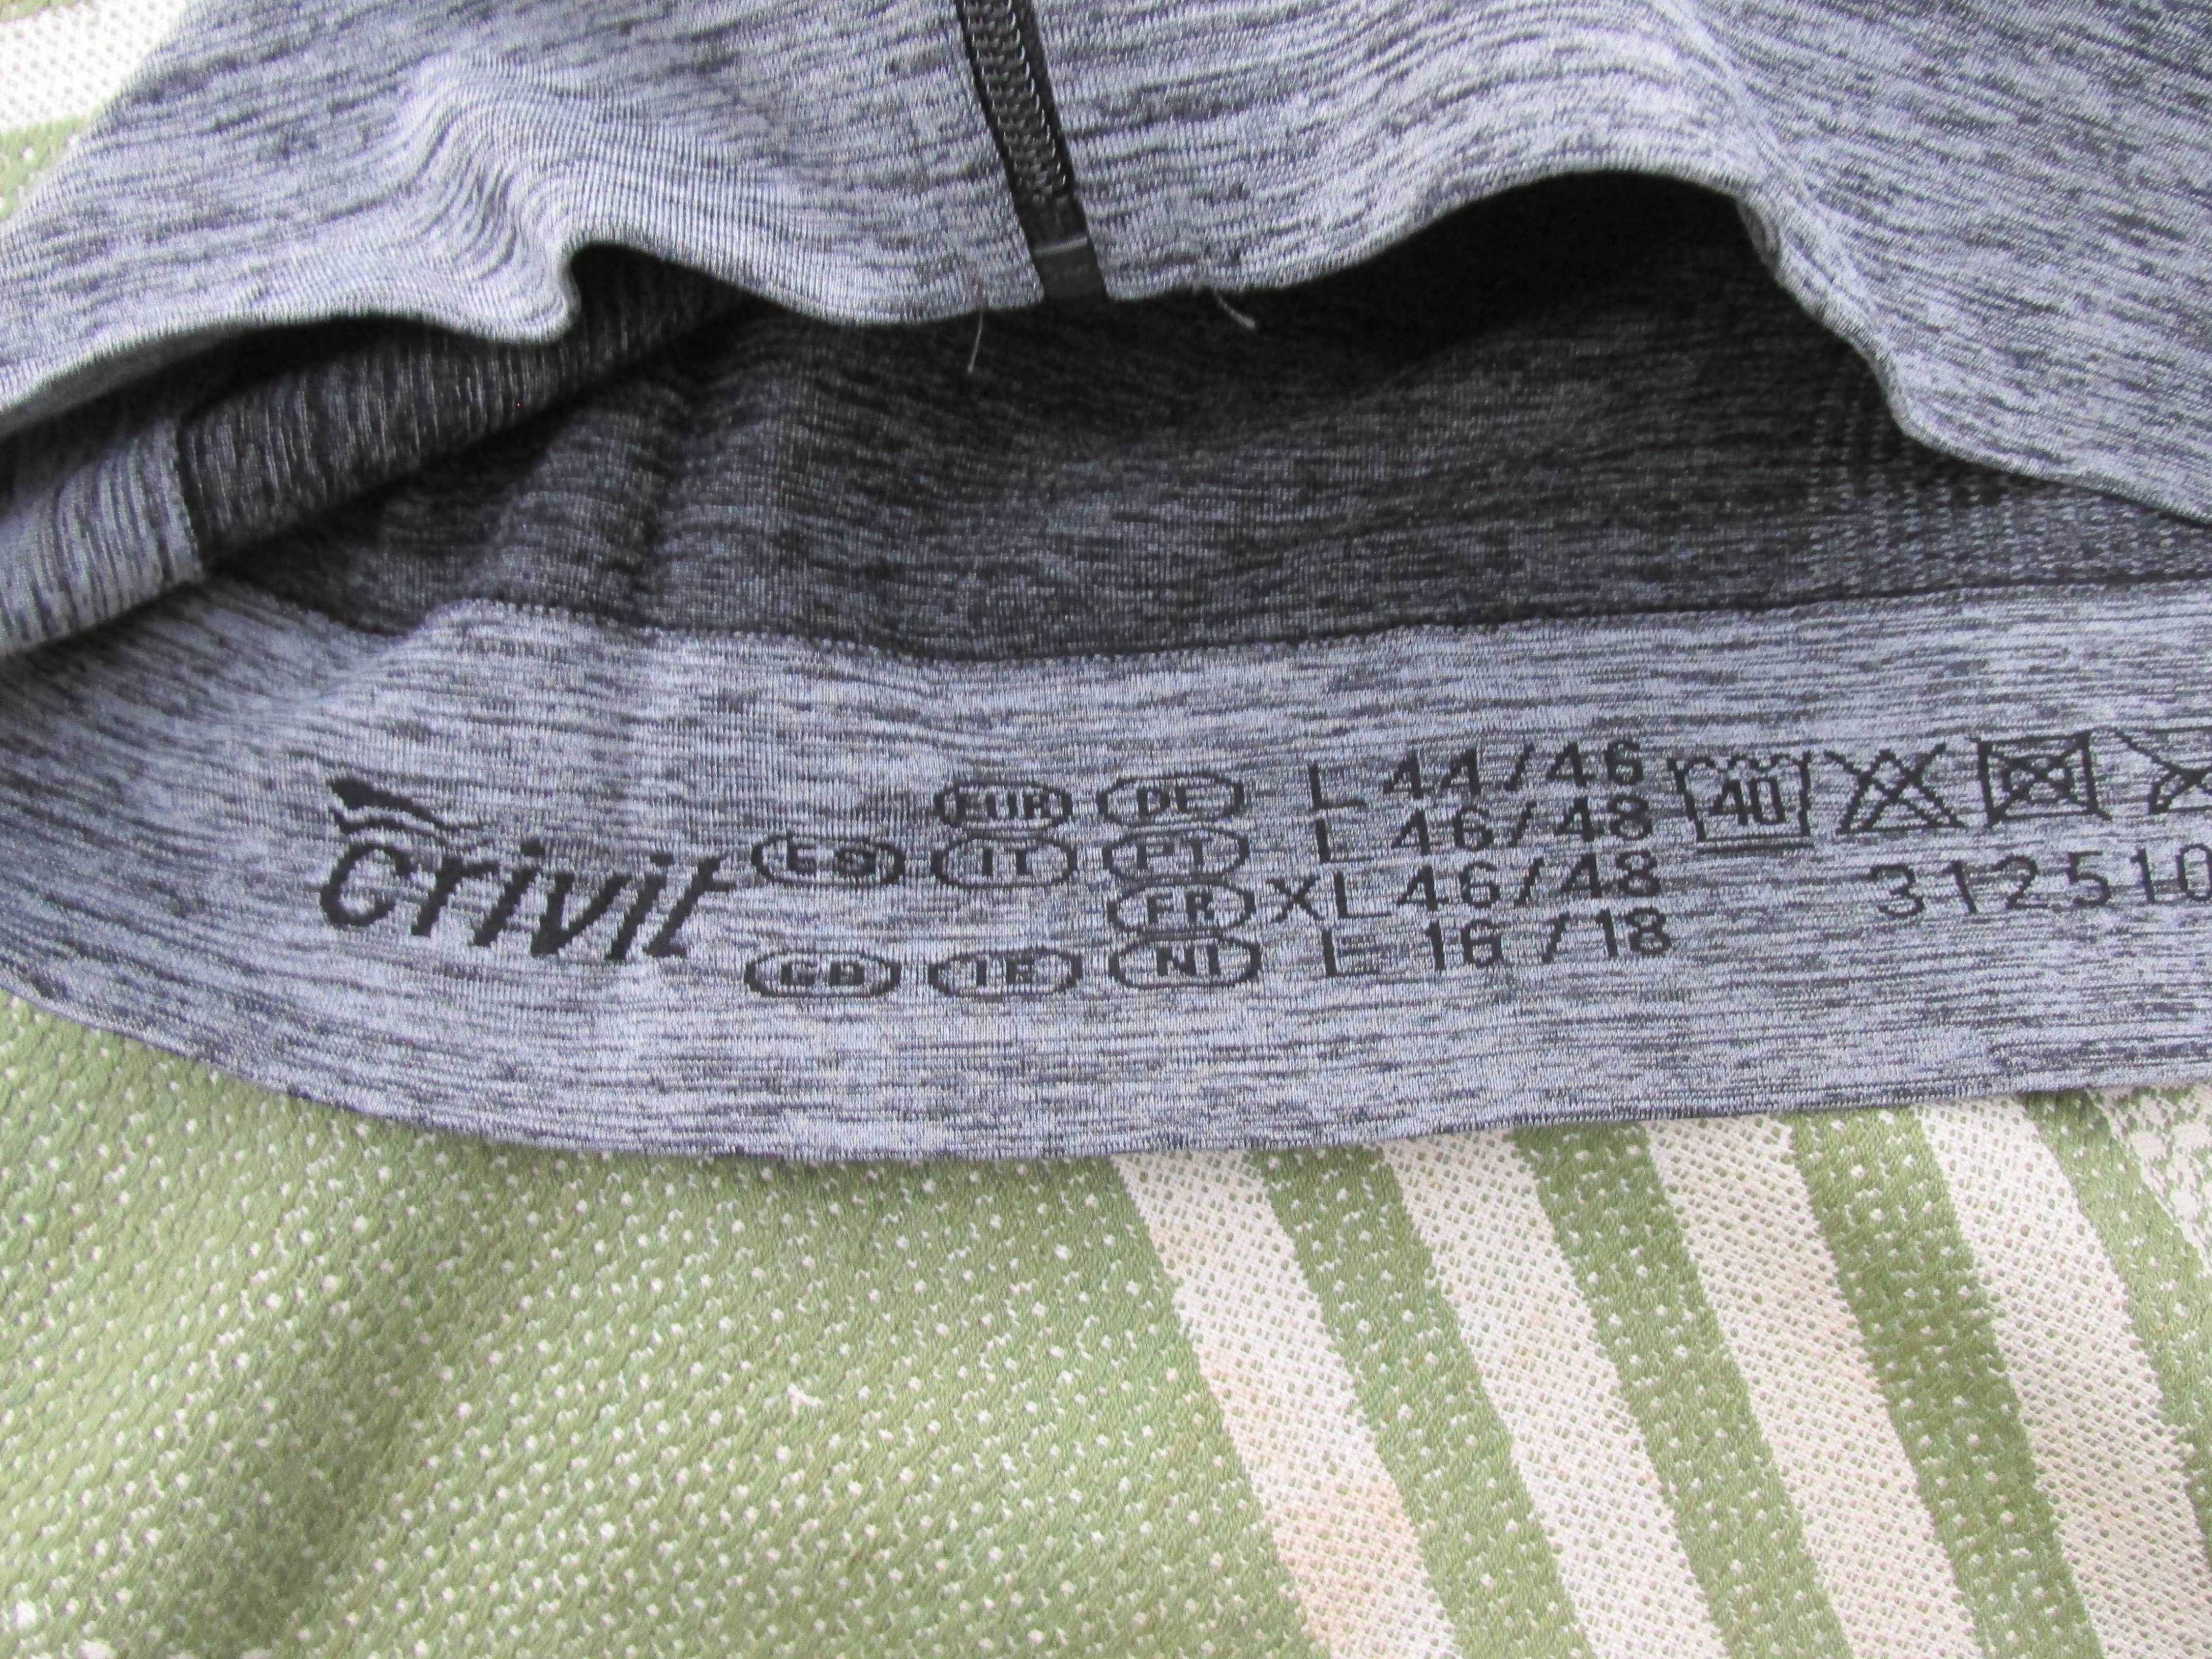 crivit
EUR DE L 44/46
ES IT PT L 46/48
FR XL 46/48
GB IE NI L 16/18
40
312510